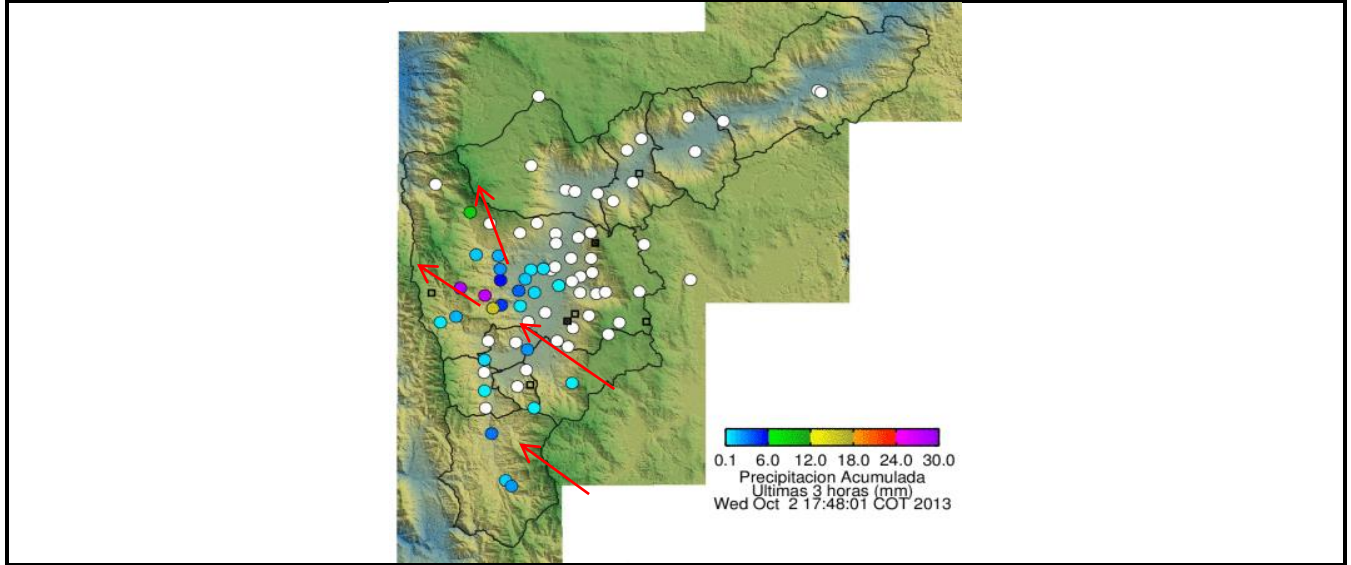 0.1 6.0 12.0 18.0 24.0 30.0
Precipitacion Acumulada
Ultimas 3 horas (mm)
Wed Oct 2 17:48:01 COT 2013